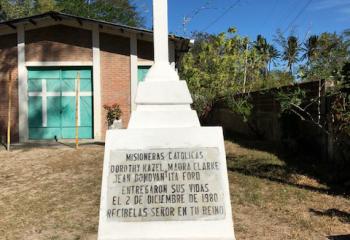 MISIONERAS CATOLICAS
DOROTHY KAZEL, MAURA CLARKE
JEAN DONOVAN ITA FORD
ENTREGARON SUS VIDAS
EL 2 DE DICIEMBRE DE 1980
RECIBELAS SEÑOR EN TU REINO